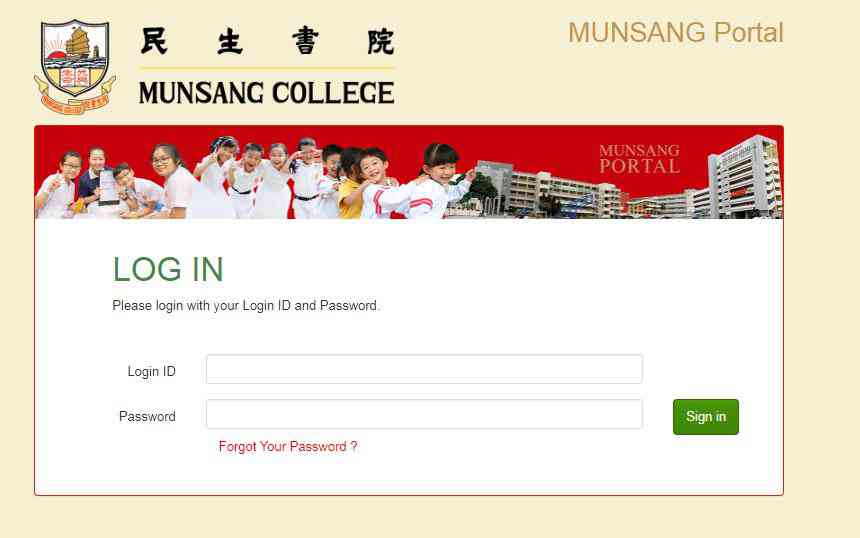 民生書院
MUNSANG COLLEGE
MUNSANG Portal
MUNSANG
PORTAL
LOG IN
Please login with your Login ID and Password.
Login ID
Password
Sign in
Forgot Your Password ?